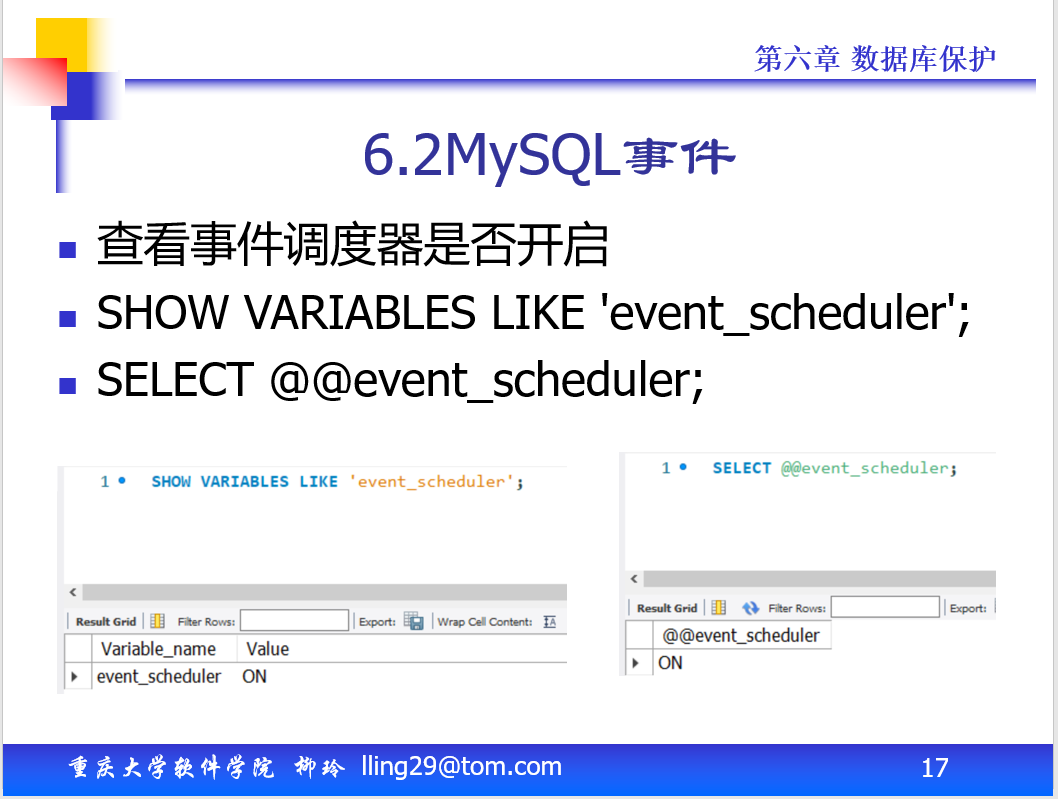 第六章 数据库保护
6.2MySQL事件
查看事件调度器是否开启
SHOW VARIABLES LIKE 'event_scheduler';
SELECT @@event_scheduler;
1 SHOW VARIABLES LIKE 'event_scheduler';
Result Grid Filter Rows: Export: Wrap Cell Content:
Variable_name Value
event_scheduler ON
1 SELECT @@event_scheduler;
Result Grid Filter Rows: Export:
@@event_scheduler
ON
重庆大学软件学院 柳玲 lling29@tom.com 17